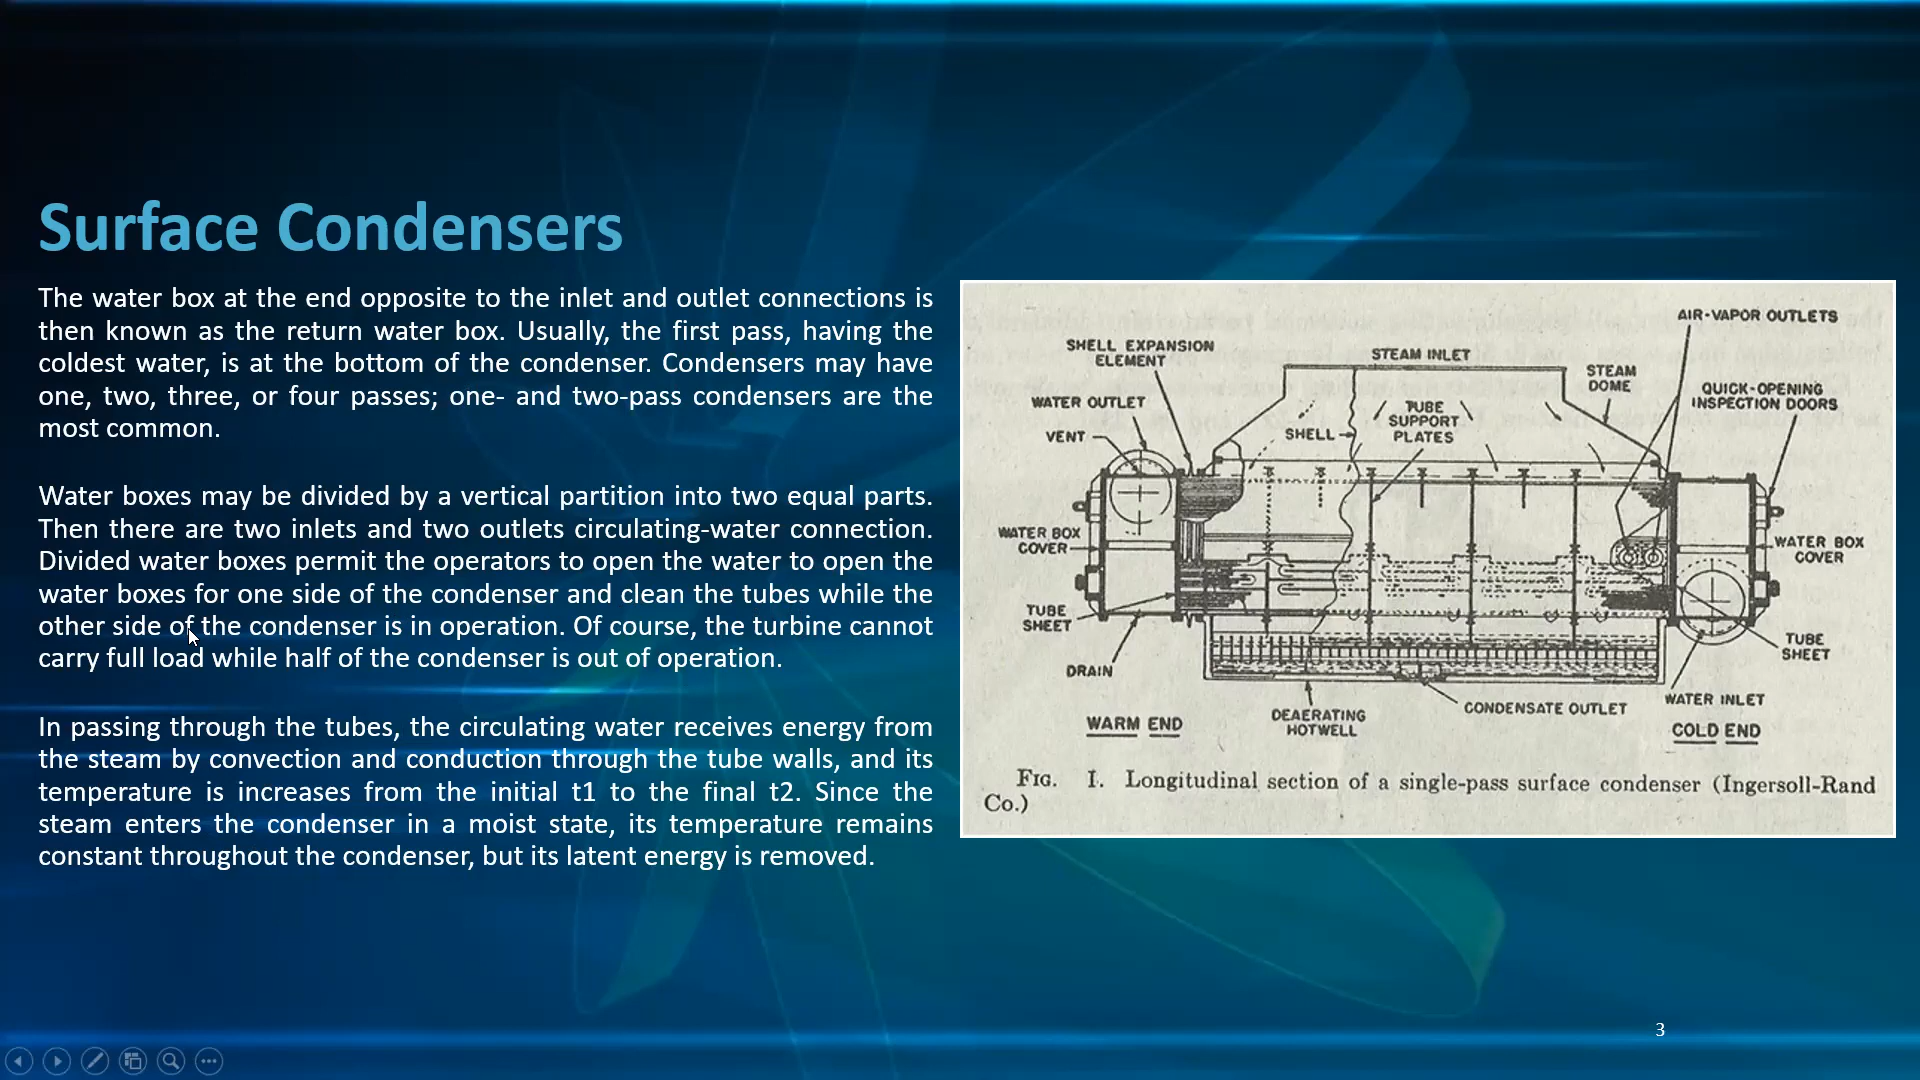 Surface Condensers
The water box at the end opposite to the inlet and outlet connections is
then known as the return water box. Usually, the first pass, having the
coldest water, is at the bottom of the condenser. Condensers may have
one, two, three, or four passes; one- and two-pass condensers are the
most common.
Water boxes may be divided by a vertical partition into two equal parts.
Then there are two inlets and two outlets circulating-water connection.
Divided water boxes permit the operators to open the water to open the
water boxes for one side of the condenser and clean the tubes while the
other side of the condenser is in operation. Of course, the turbine cannot
carry full load while half of the condenser is out of operation.
In passing through the tubes, the circulating water receives energy from
the steam by convection and conduction through the tube walls, and its
temperature is increases from the initial t1 to the final t2. Since the
steam enters the condenser in a moist state, its temperature remains
constant throughout the condenser, but its latent energy is removed.
AIR-VAPOR OUTLETS
SHELL EXPANSION
ELEMENT
STEAM INLET
STEAM
DOME
QUICK-OPENING
INSPECTION DOORS
WATER OUTLET
TUBE
SUPPORT
PLATES
VENT
SHELL
WATER BOX
COVER
WATER BOX
COVER
TUBE
SHEET
TUBE
SHEET
DRAIN
WATER INLET
CONDENSATE OUTLET
DEAERATING
HOTWELL
WARM END
COLD END
FIG. I. Longitudinal section of a single-pass surface condenser (Ingersoll-Rand
Co.)
3